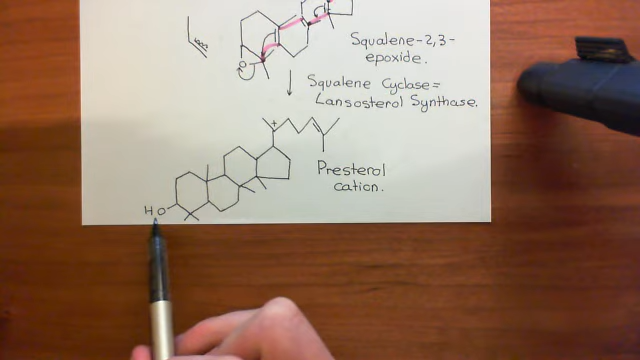 Squalene-2,3-
epoxide.
O
Squalene Cyclase=
Lansosterol Synthase.
+
Presterol
cation.
HO